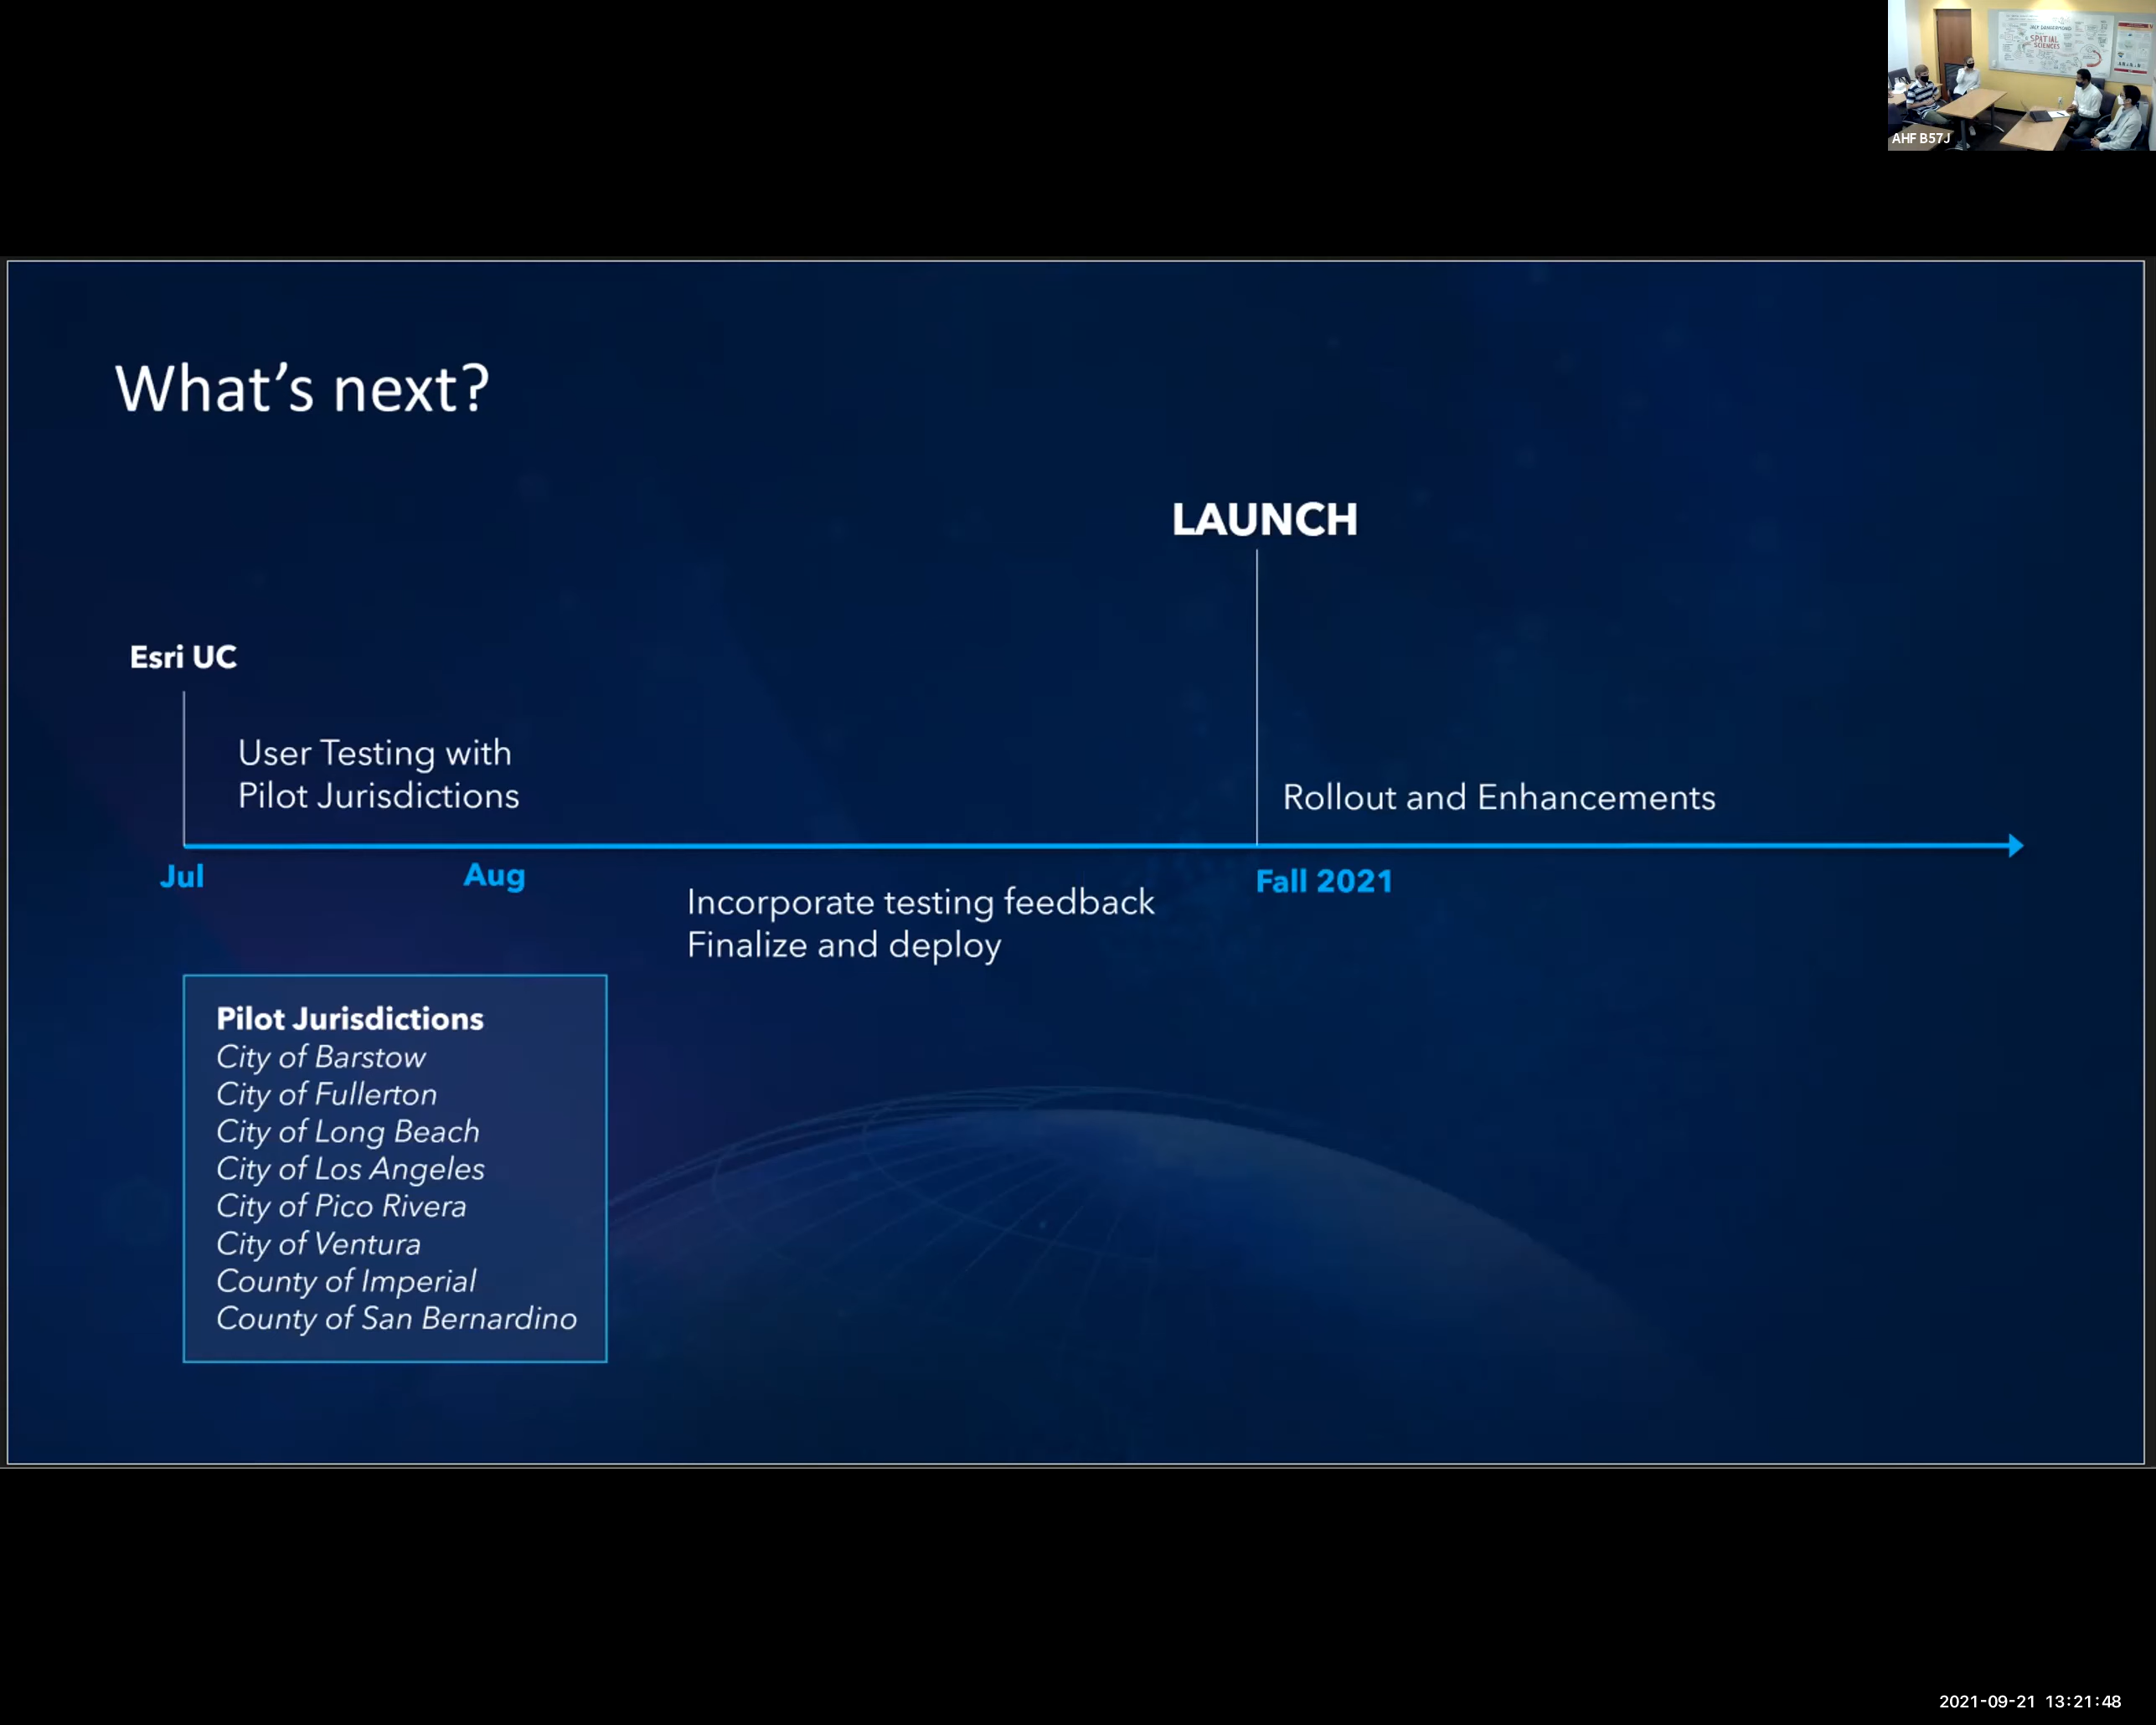 SPATIAL
SCIENCES
AHF B57J
What's next?
LAUNCH
Esri UC
User Testing with
Pilot Jurisdictions
Rollout and Enhancements
Jul
Aug
Fall 2021
Incorporate testing feedback
Finalize and deploy
Pilot Jurisdictions
City of Barstow
City of Fullerton
City of Long Beach
City of Los Angeles
City of Pico Rivera
City of Ventura
County of Imperial
County of San Bernardino
2021-09-21 13:21:48